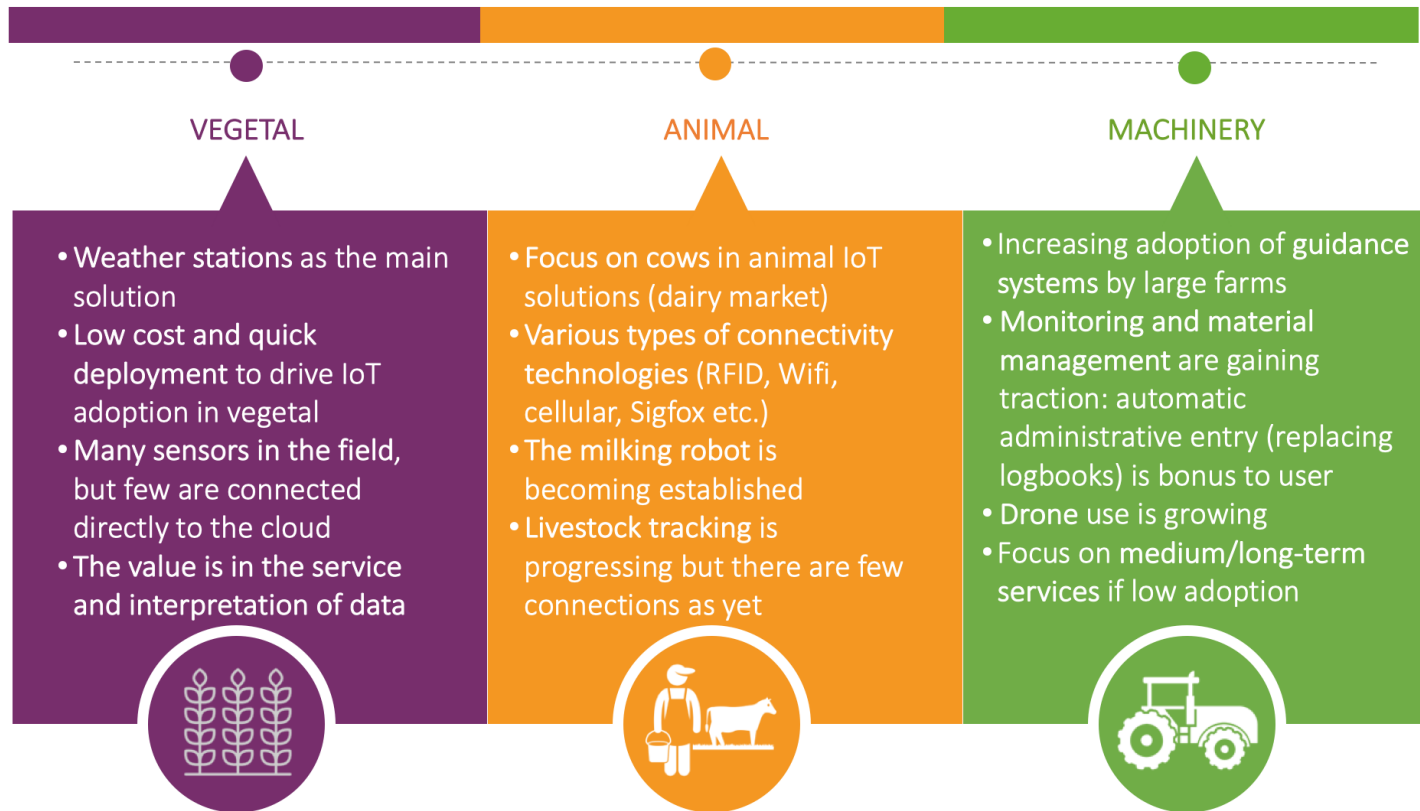 VEGETAL
• Weather stations as the main
solution
• Low cost and quick
deployment to drive IoT
adoption in vegetal
• Many sensors in the field,
but few are connected
directly to the cloud
• The value is in the service
and interpretation of data
ANIMAL
• Focus on cows in animal IoT
solutions (dairy market)
• Various types of connectivity
technologies (RFID, Wifi,
cellular, Sigfox etc.)
• The milking robot is
becoming established
• Livestock tracking is
progressing but there are few
connections as yet
MACHINERY
• Increasing adoption of guidance
systems by large farms
• Monitoring and material
management are gaining
traction: automatic
administrative entry (replacing
logbooks) is bonus to user
• Drone use is growing
• Focus on medium/long-term
services if low adoption